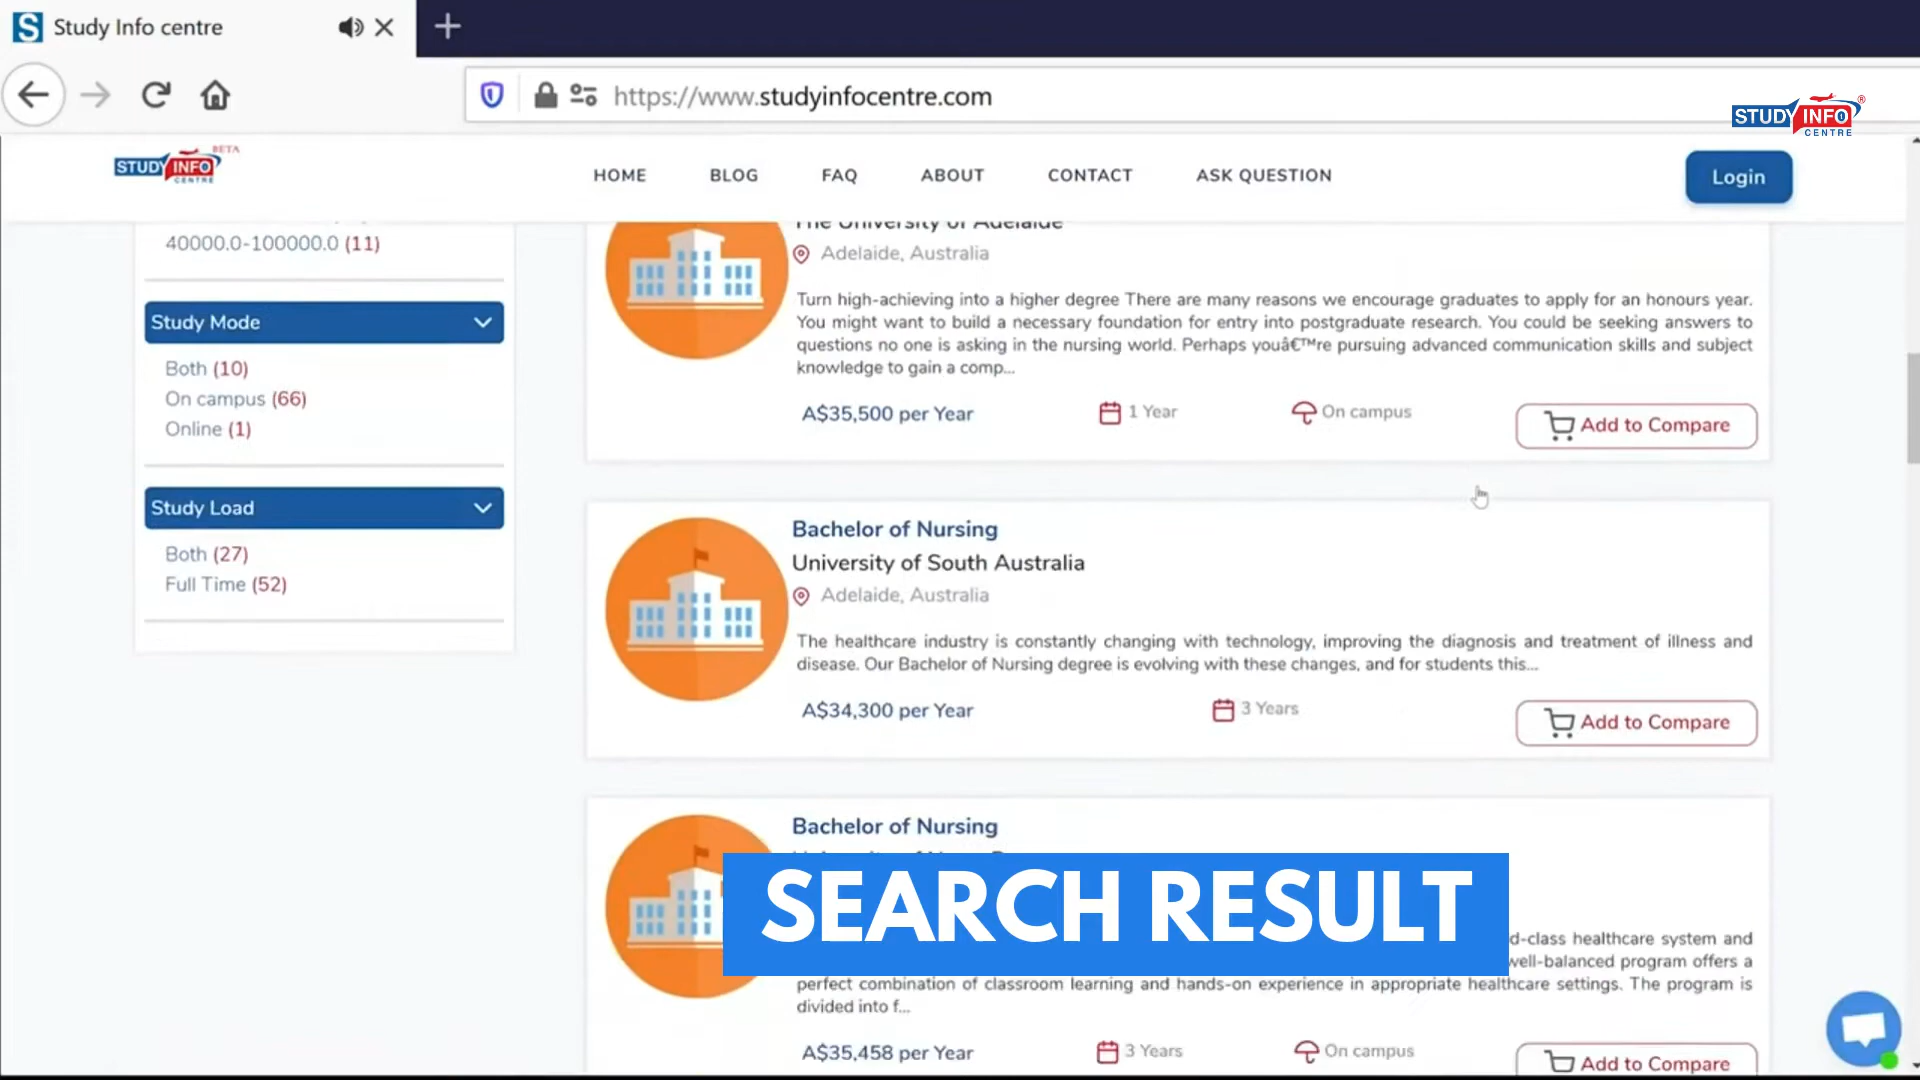 Study Info centre
https://www.studyinfocentre.com
STUDY INFO ®
CENTRE
STUDY INFO BETA
CENTRE
HOME
BLOG
FAQ
ABOUT
CONTACT
ASK QUESTION
Login
40000.0-100000.0 (11)
Study Mode
Both (10)
On campus (66)
Online (1)
Study Load
Both (27)
Full Time (52)
The University of Adelaide
Adelaide, Australia
Turn high-achieving into a higher degree There are many reasons we encourage graduates to apply for an honours year.
You might want to build a necessary foundation for entry into postgraduate research. You could be seeking answers to
questions no one is asking in the nursing world. Perhaps youâ€™re pursuing advanced communication skills and subject
knowledge to gain a comp...
A$35,500 per Year
1 Year
On campus
Add to Compare
Bachelor of Nursing
University of South Australia
Adelaide, Australia
The healthcare industry is constantly changing with technology, improving the diagnosis and treatment of illness and
disease. Our Bachelor of Nursing degree is evolving with these changes, and for students this...
A$34,300 per Year
3 Years
Add to Compare
Bachelor of Nursing
SEARCH RESULT
d-class healthcare system and
well-balanced program offers a
perfect combination of classroom learning and hands-on experience in appropriate healthcare settings. The program is
divided into f...
A$35,458 per Year
3 Years
On campus
Add to Compare